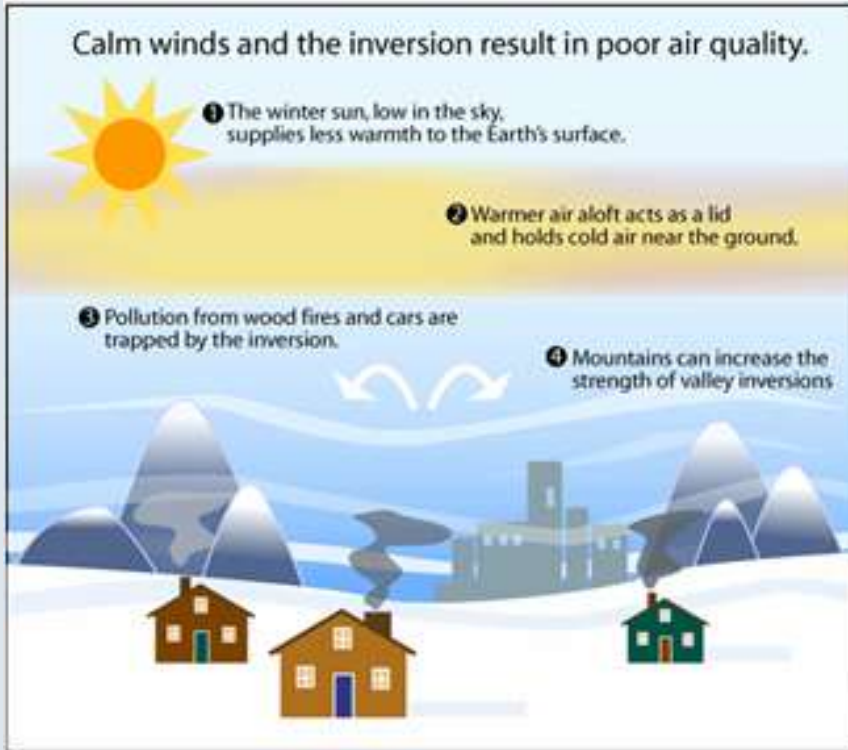 Calm winds and the inversion result in poor air quality.
1 The winter sun, low in the sky,
supplies less warmth to the Earth's surface.
2 Warmer air aloft acts as a lid
and holds cold air near the ground.
3 Pollution from wood fires and cars are
trapped by the inversion.
4 Mountains can increase the
strength of valley inversions